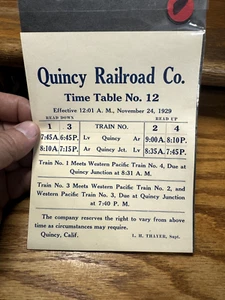 Quincy Railroad Co.
Time Table No. 12
Effective 12:01 A. M., November 24, 1929
READ DOWN READ UP
1 3 TRAIN NO. 2 4
7:45A. 6:45P. Lv Quincy Ar 9:00A. 8:10P.
8:10A. 7:15P. Ar Quincy Jct. Lv 8:35A. 7:45P.
Train No. 1 Meets Western Pacific Train No. 4, Due at
Quincy Junction at 8:31 A. M.
Train No. 3 Meets Western Pacific Train No. 2, and
Western Pacific Train No. 3, Due at Quincy Junction
at 7:40 P. M.
The company reserves the right to vary from above
time as circumstances may require.
Quincy, Calif. L. H. THAYER, Supt.